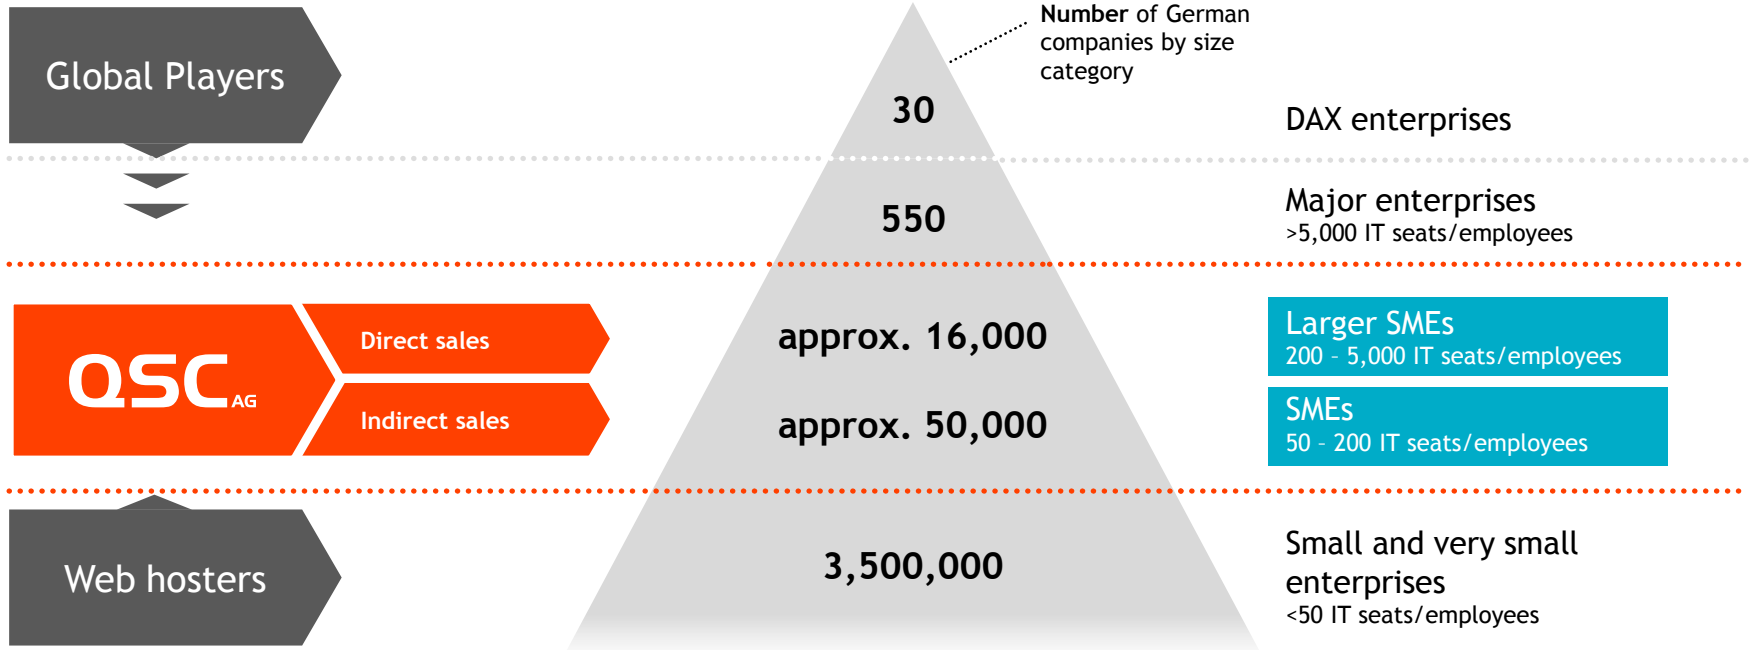 Number of German
companies by size
category
Global Players
30
DAX enterprises
550
Major enterprises
>5,000 IT seats/employees
QSC AG
Direct sales
approx. 16,000
Larger SMEs
200 – 5,000 IT seats/employees
Indirect sales
approx. 50,000
SMEs
50 – 200 IT seats/employees
Web hosters
3,500,000
Small and very small
enterprises
<50 IT seats/employees